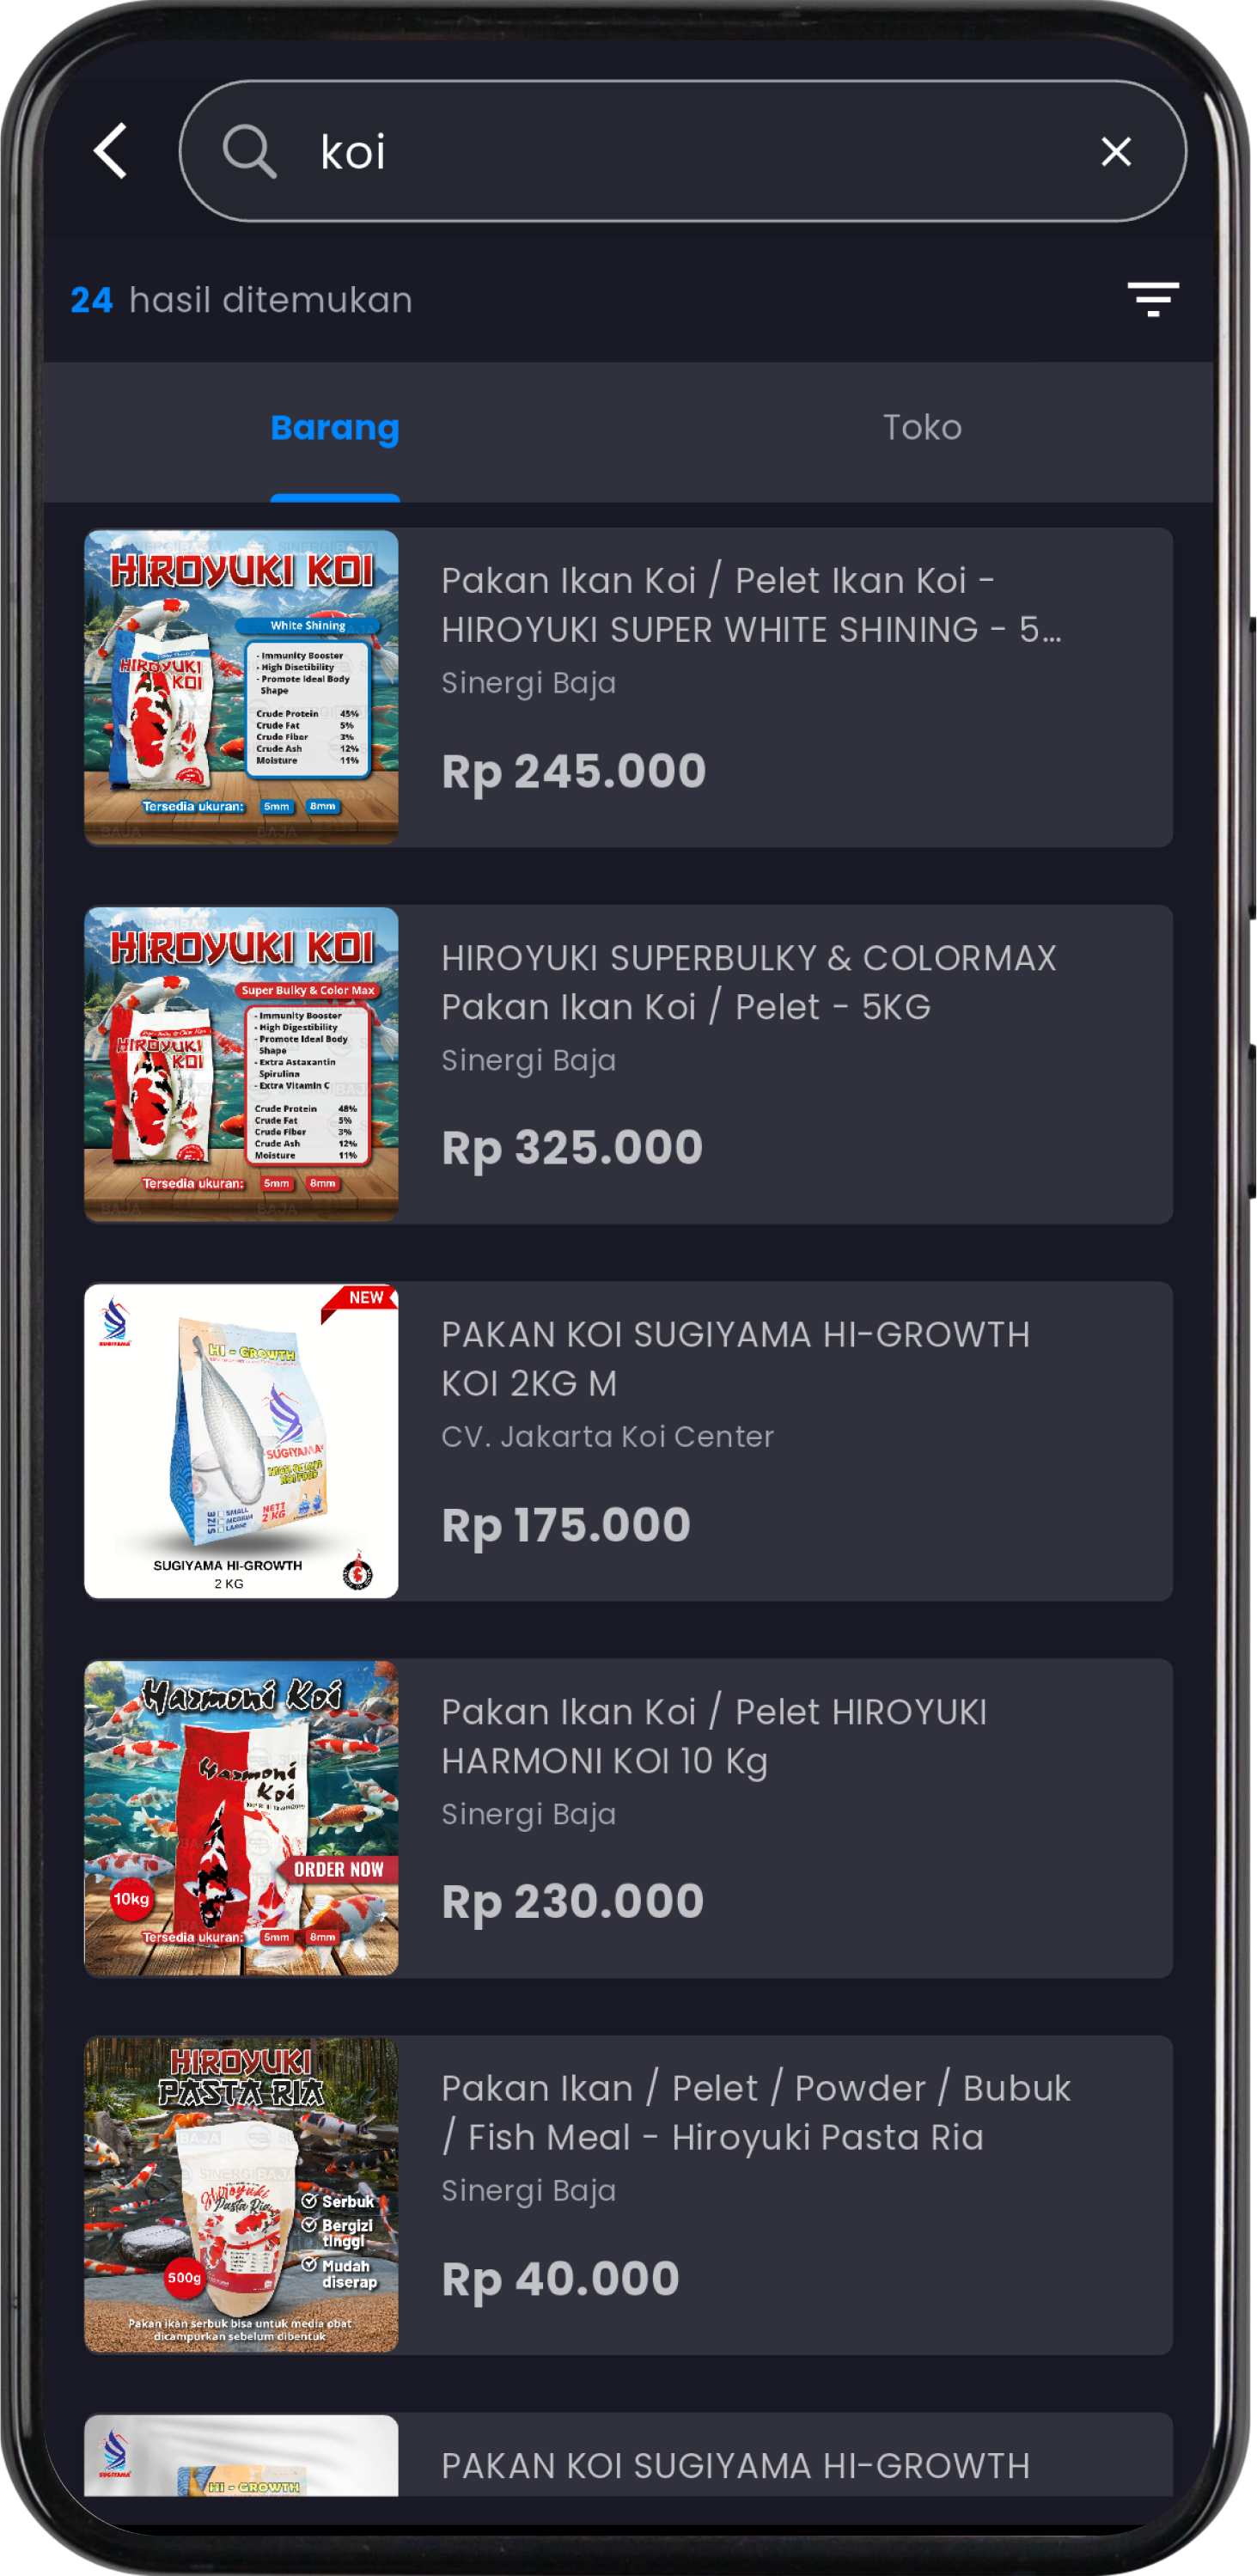 koi
24 hasil ditemukan
Barang
Toko
HIROYUKI KOI
White Shining
- Immunity Booster
- High Disetibility
- Promote Ideal Body
Shape
Crude Protein 45%
Crude Fat 5%
Crude Fiber 3%
Crude Ash 12%
Moisture 11%
HIROYUKI
KOI
Tersedia ukuran: 5mm 8mm
Pakan Ikan Koi / Pelet Ikan Koi -
HIROYUKI SUPER WHITE SHINING - 5...
Sinergi Baja
Rp 245.000
HIROYUKI KOI
Super Bulky & Color Max
- Immunity Booster
- High Digestibility
- Promote Ideal Body
Shape
- Extra Astaxantin
Spirulina
- Extra Vitamin C
Crude Protein 48%
Crude Fat 5%
Crude Fiber 3%
Crude Ash 12%
Moisture 11%
HIROYUKI
KOI
Tersedia ukuran: 5mm 8mm
HIROYUKI SUPERBULKY & COLORMAX
Pakan Ikan Koi / Pelet - 5KG
Sinergi Baja
Rp 325.000
NEW
SUGIYAMA
HI - GROWTH
SUGIYAMA
SIZE
SMALL
MEDIUM
LARGE
NETT
2 KG
SUGIYAMA HI-GROWTH
2 KG
PAKAN KOI SUGIYAMA HI-GROWTH
KOI 2KG M
CV. Jakarta Koi Center
Rp 175.000
Harmoni Koi
Harmoni
Koi
ORDER NOW
10kg
Tersedia ukuran: 5mm 8mm
Pakan Ikan Koi / Pelet HIROYUKI
HARMONI KOI 10 Kg
Sinergi Baja
Rp 230.000
HIROYUKI
PASTA RIA
SINERGIBAJA
Hiroyuki
Pasta Ria
Serbuk
Bergizi
tinggi
Mudah
diserap
500g
Pakan ikan serbuk bisa untuk media obat
dicampurkan sebelum dibentuk
Pakan Ikan / Pelet / Powder / Bubuk
/ Fish Meal - Hiroyuki Pasta Ria
Sinergi Baja
Rp 40.000
SUGIYAMA
HI - GROWTH
PAKAN KOI SUGIYAMA HI-GROWTH